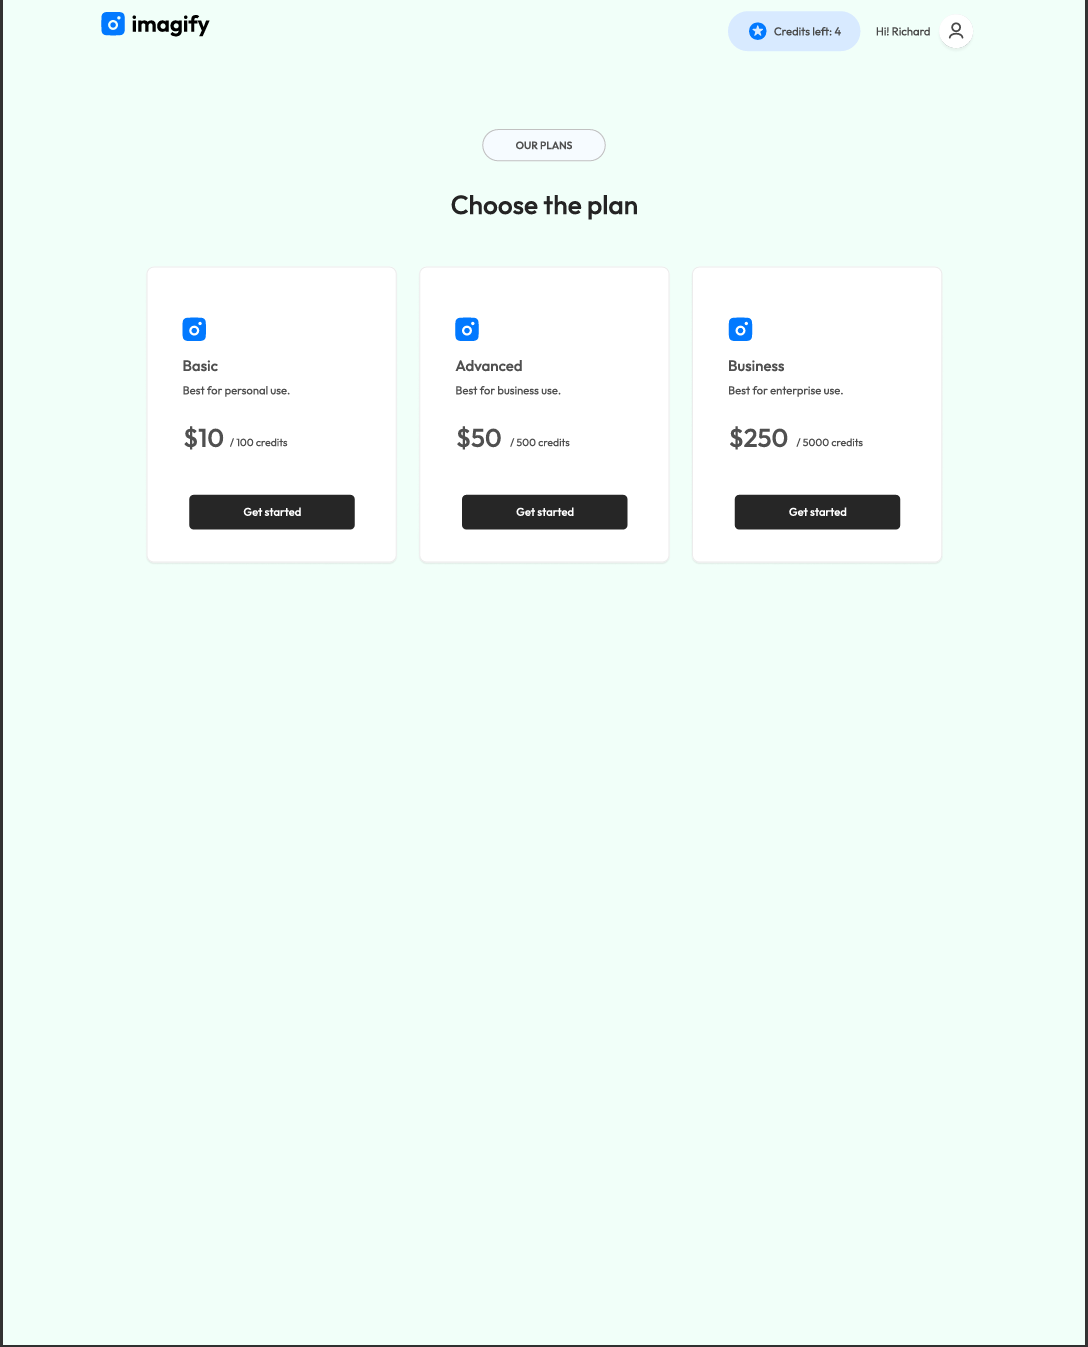 imagify
Credits left: 4
Hi! Richard
OUR PLANS
Choose the plan
Basic
Best for personal use.
$10 / 100 credits
Get started
Advanced
Best for business use.
$50 / 500 credits
Get started
Business
Best for enterprise use.
$250 / 5000 credits
Get started